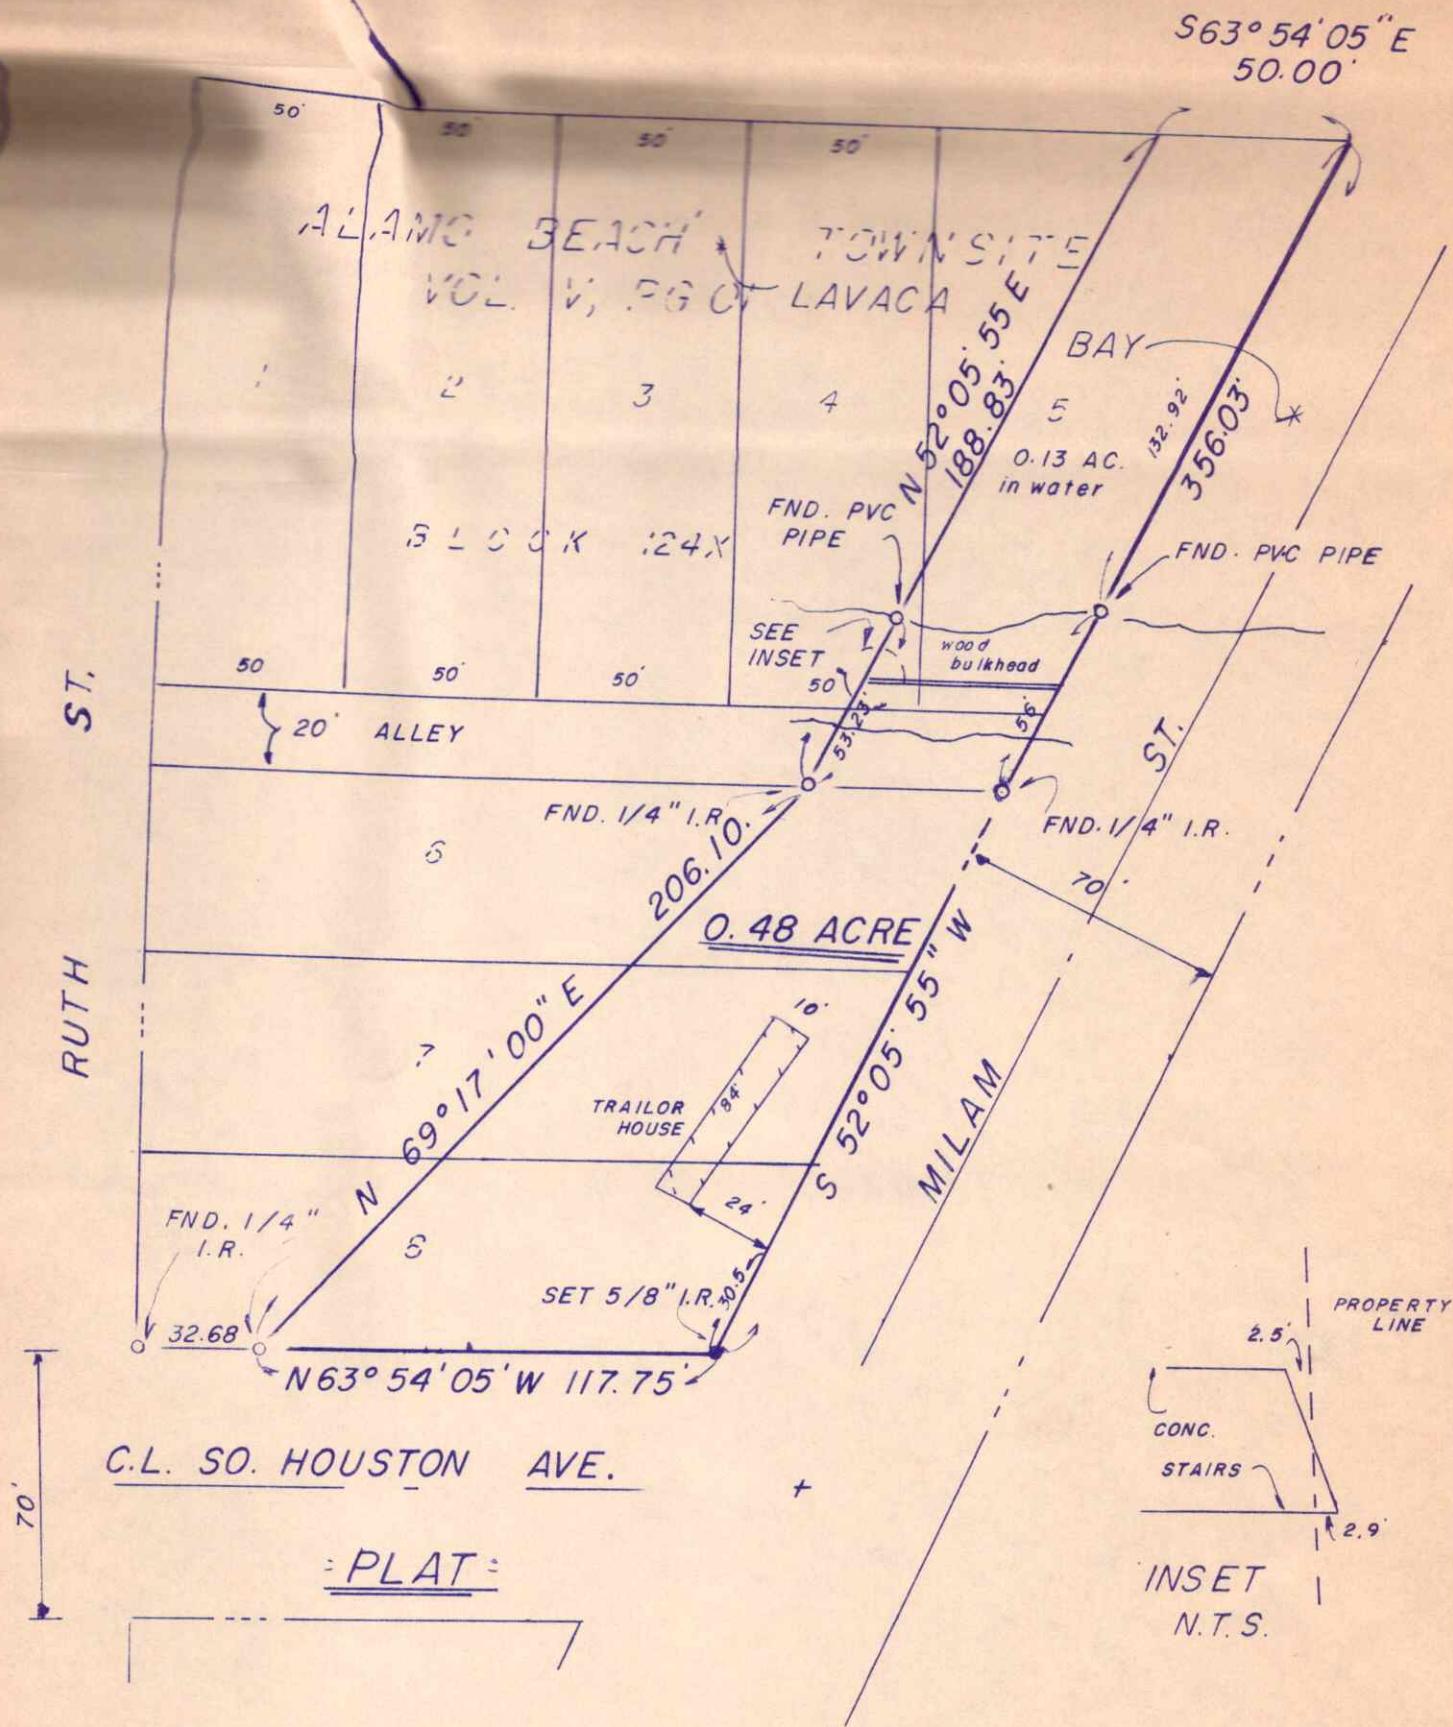 S63° 54' 05" E
50.00'
50'
50'
50'
50'
ALAMO BEACH TOWNSITE
VOL. V, PG
LAVACA
BAY
1
2
3
4
5
0.13 AC.
in water
N 52° 05' 55 E
188.83'
132.92'
356.03'
BLOCK 124X
FND. PVC
PIPE
FND. PVC PIPE
SEE
INSET
wood
bulkhead
50
50'
50'
50'
53.23'
56'
20' ALLEY
RUTH ST.
FND. 1/4" I.R.
FND. 1/4" I.R.
6
206.10.
70'
0.48 ACRE
N 69° 17' 00" E
S 52° 05' 55" W
MILAM ST.
7
10'
84'
TRAILOR
HOUSE
24'
FND. 1/4"
I.R.
8
SET 5/8" I.R.
30.5
32.68
N63° 54' 05' W 117.75'
PROPERTY
LINE
2.5'
CONC.
STAIRS
2.9'
INSET
N.T.S.
C.L. SO. HOUSTON AVE.
70'
=PLAT=